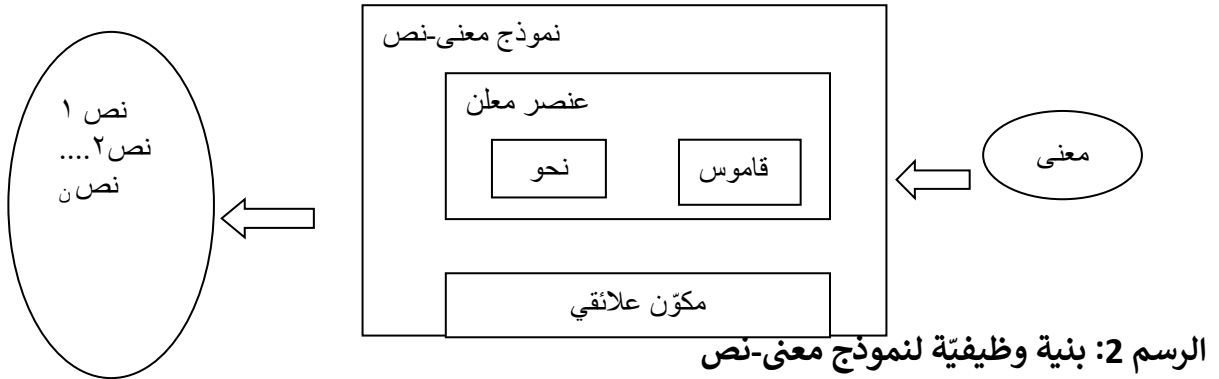 نموذج معنى-نص
عنصر معلن
قاموس
نحو
مكوّن علائقي
معنى
نص ١
نص٢....
نص ن
الرسم 2: بنية وظيفيّة لنموذج معنى-نص